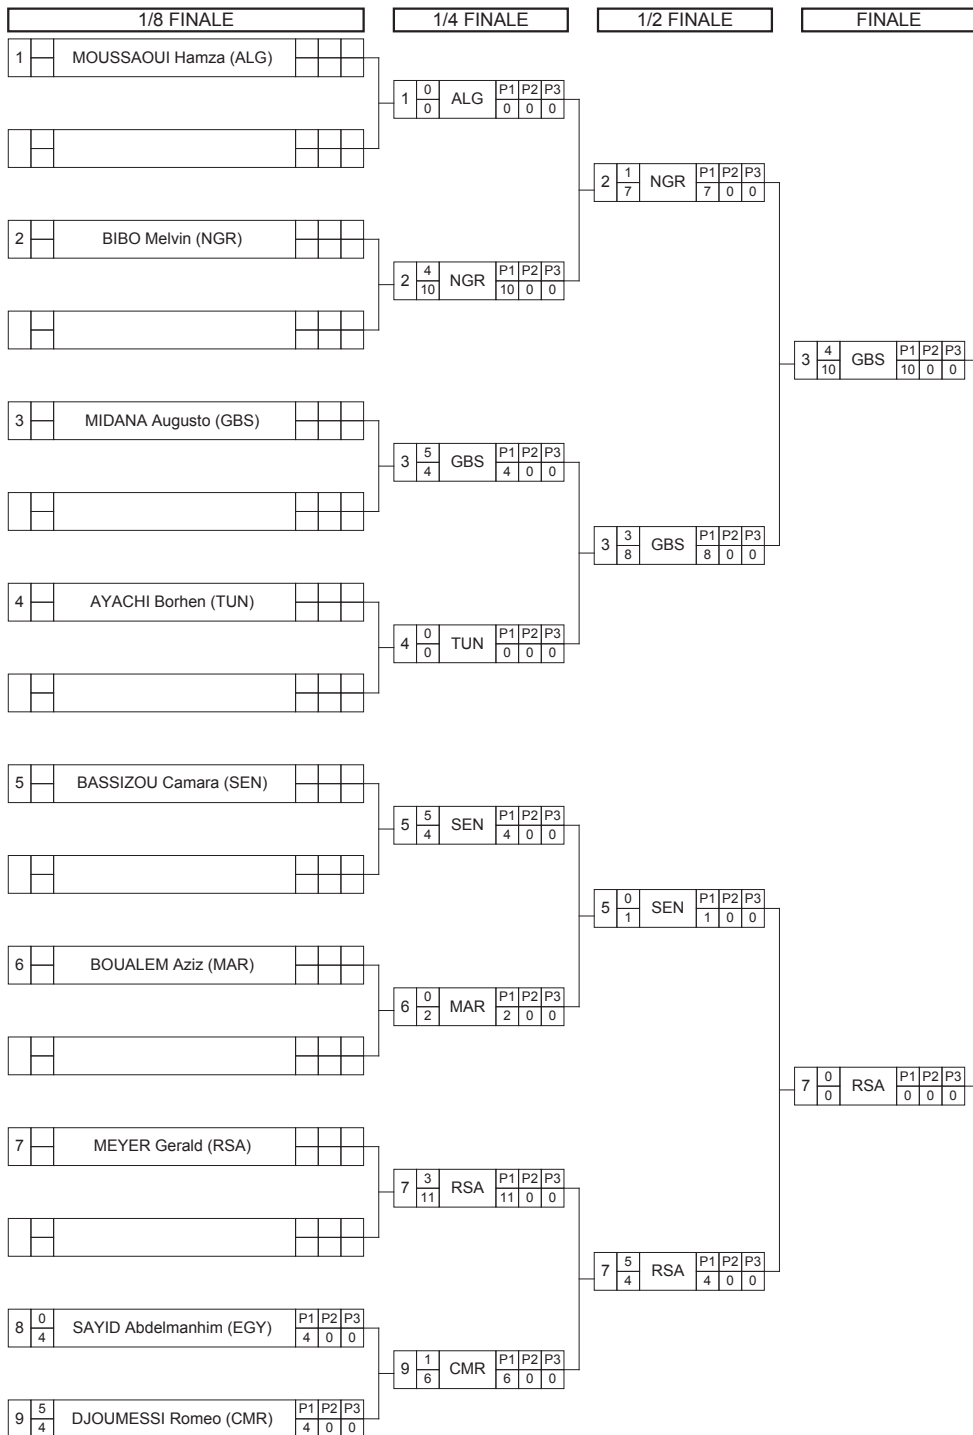 1/8 FINALE 1/4 FINALE 1/2 FINALE FINALE
1 MOUSSAOUI Hamza (ALG)
1 0 ALG P1 P2 P3
0 0 0 0
2 1 NGR P1 P2 P3
7 7 0 0
2 BIBO Melvin (NGR)
2 4 NGR P1 P2 P3
10 10 0 0
3 4 GBS P1 P2 P3
10 10 0 0
3 MIDANA Augusto (GBS)
3 5 GBS P1 P2 P3
4 4 0 0
3 3 GBS P1 P2 P3
8 8 0 0
4 AYACHI Borhen (TUN)
4 0 TUN P1 P2 P3
0 0 0 0
5 BASSIZOU Camara (SEN)
5 5 SEN P1 P2 P3
4 4 0 0
5 0 SEN P1 P2 P3
1 1 0 0
6 BOUALEM Aziz (MAR)
6 0 MAR P1 P2 P3
2 2 0 0
7 0 RSA P1 P2 P3
0 0 0 0
7 MEYER Gerald (RSA)
7 3 RSA P1 P2 P3
11 11 0 0
7 5 RSA P1 P2 P3
4 4 0 0
8 0 SAYID Abdelmanhim (EGY) P1 P2 P3
4 4 0 0
9 1 CMR P1 P2 P3
6 6 0 0
9 5 DJOUMESSI Romeo (CMR) P1 P2 P3
4 4 0 0